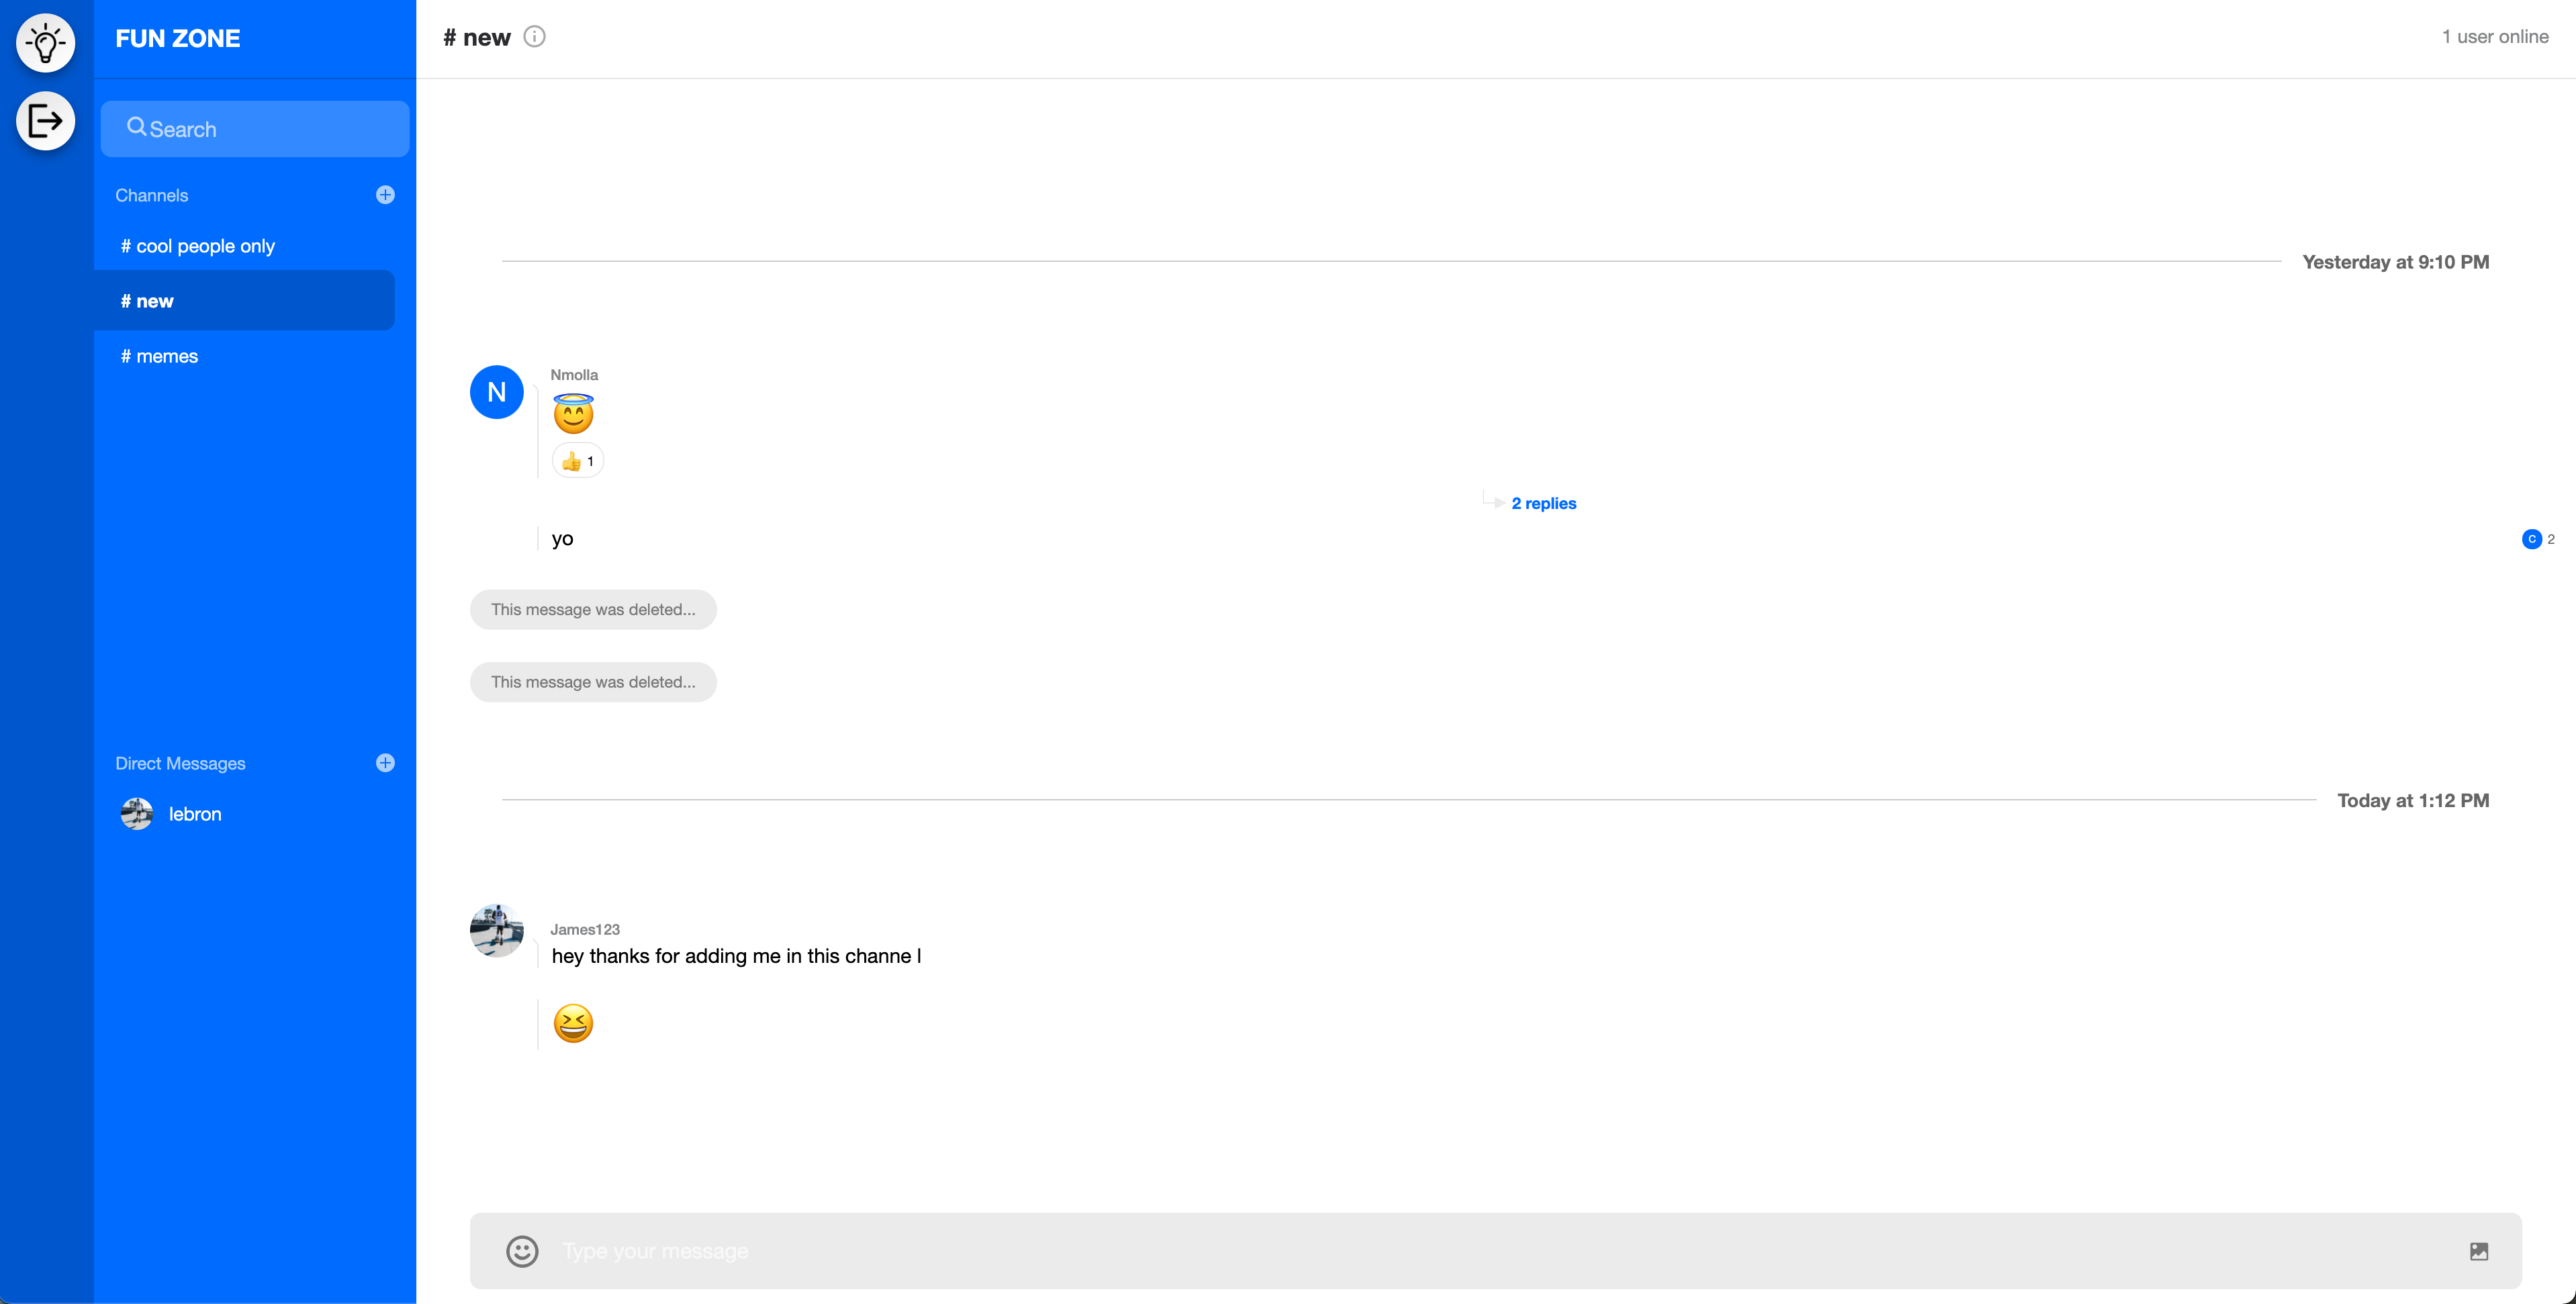 FUN ZONE
Search
Channels
# cool people only
# new
# memes
Direct Messages
lebron
# new
1 user online
Yesterday at 9:10 PM
N
Nmolla
😇
👍 1
2 replies
yo
C 2
This message was deleted...
This message was deleted...
Today at 1:12 PM
James123
hey thanks for adding me in this channe l
😆
Type your message